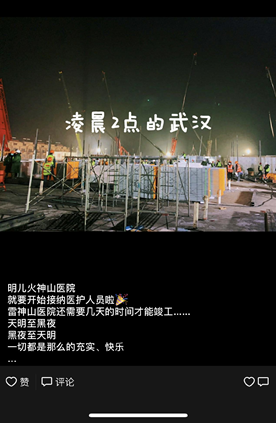 凌晨2点的武汉
明儿火神山医院
就要开始接纳医护人员啦🎉
雷神山医院还需要几天的时间才能竣工......
天明至黑夜
黑夜至天明
一切都是那么的充实、快乐
...
赞 评论